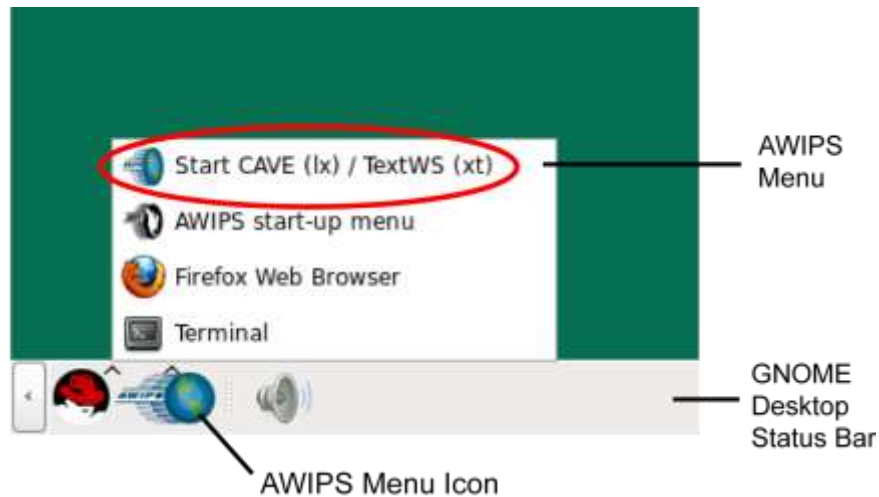 Start CAVE (lx) / TextWS (xt)
AWIPS start-up menu
Firefox Web Browser
Terminal
AWIPS
Menu
AWIPS
GNOME
Desktop
Status Bar
AWIPS Menu Icon